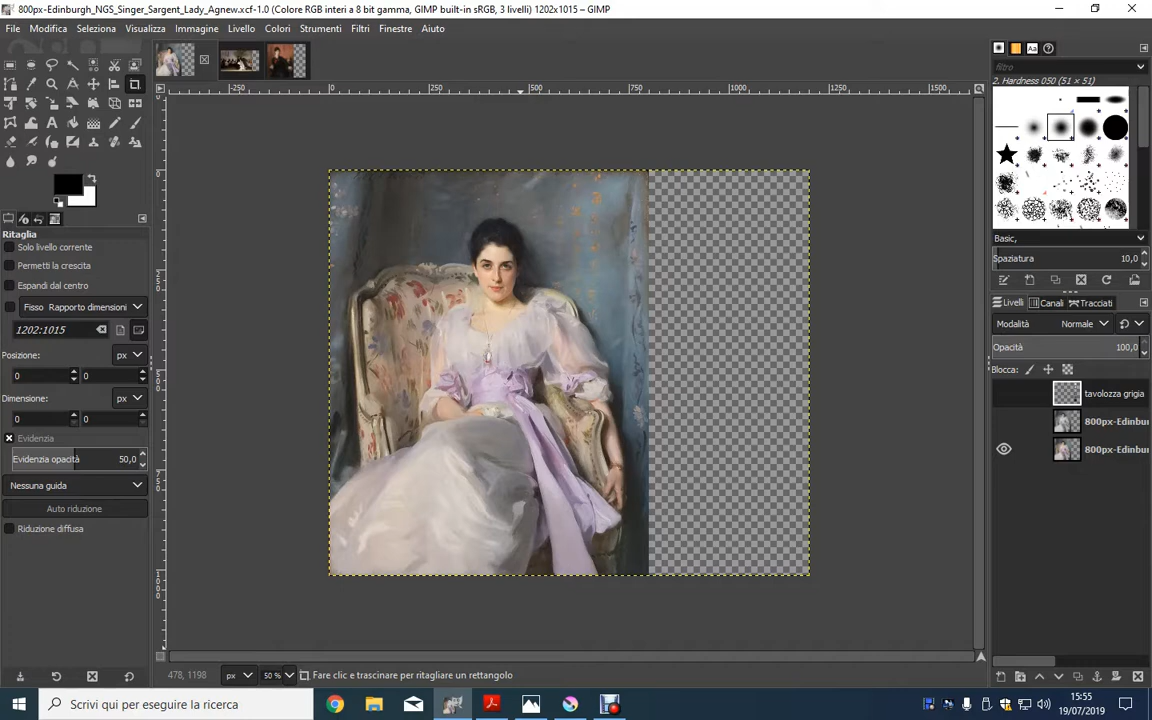 800px-Edinburgh_NGS_Singer_Sargent_Lady_Agnew.xcf-1.0 (Colore RGB interi a 8 bit gamma, GIMP built-in sRGB, 3 livelli) 1202x1015 – GIMP
File Modifica Seleziona Visualizza Immagine Livello Colori Strumenti Filtri Finestre Aiuto
filtro
2. Hardness 050 (51 × 51)
-250 0 250 500 750 1000 1250 1500
0
250
500
750
1000
Ritaglia
Solo livello corrente
Permetti la crescita
Espandi dal centro
Fisso Rapporto dimensioni
1202:1015
Posizione: px
0 0
Dimensione: px
0 0
Evidenzia
Evidenzia opacità 50,0
Nessuna guida
Auto riduzione
Riduzione diffusa
Basic,
Spaziatura 10,0
Livelli Canali Tracciati
Modalità Normale
Opacità 100,0
Blocca:
tavolozza grigia
800px-Edinbur
800px-Edinbur
478, 1198 px 50 % Fare clic e trascinare per ritagliare un rettangolo
Scrivi qui per eseguire la ricerca
15:55
19/07/2019